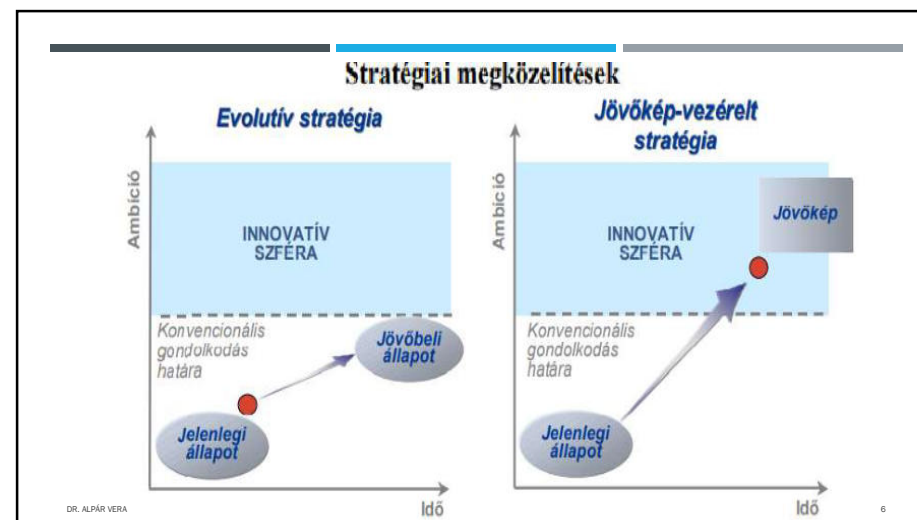 Stratégiai megközelítések
Evolutív stratégia
Ambíció
INNOVATÍV
SZFÉRA
Konvencionális
gondolkodás
határa
Jövőbeli
állapot
Jelenlegi
állapot
Idő
Jövőkép-vezérelt
stratégia
Ambíció
INNOVATÍV
SZFÉRA
Jövőkép
Konvencionális
gondolkodás
határa
Jelenlegi
állapot
Idő
DR. ALPÁR VERA
6